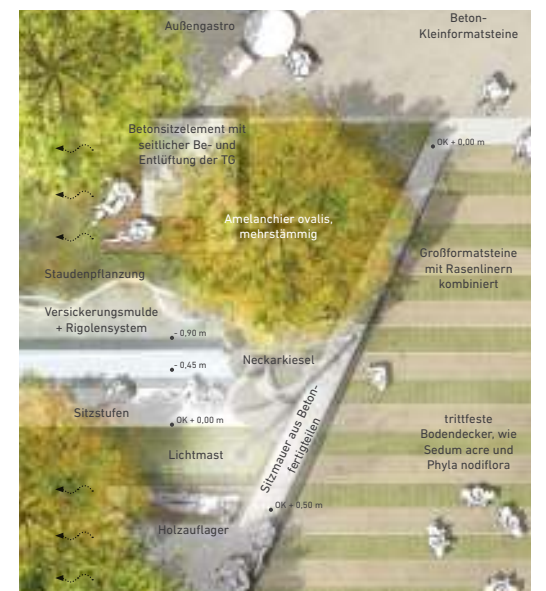 Außengastro
Beton-
Kleinformatsteine
Betonsitzelement mit
seitlicher Be- und
Entlüftung der TG
OK + 0,00 m
Amelanchier ovalis,
mehrstämmig
Großformatsteine
mit Rasenlinern
kombiniert
Staudenpflanzung
Versickerungsmulde
+ Rigolensystem
- 0,90 m
Neckarkiesel
- 0,45 m
Sitzstufen
OK + 0,00 m
Sitzmauer aus Beton-
fertigteilen
trittfeste
Bodendecker, wie
Sedum acre und
Phyla nodiflora
Lichtmast
OK + 0,50 m
Holzauflager